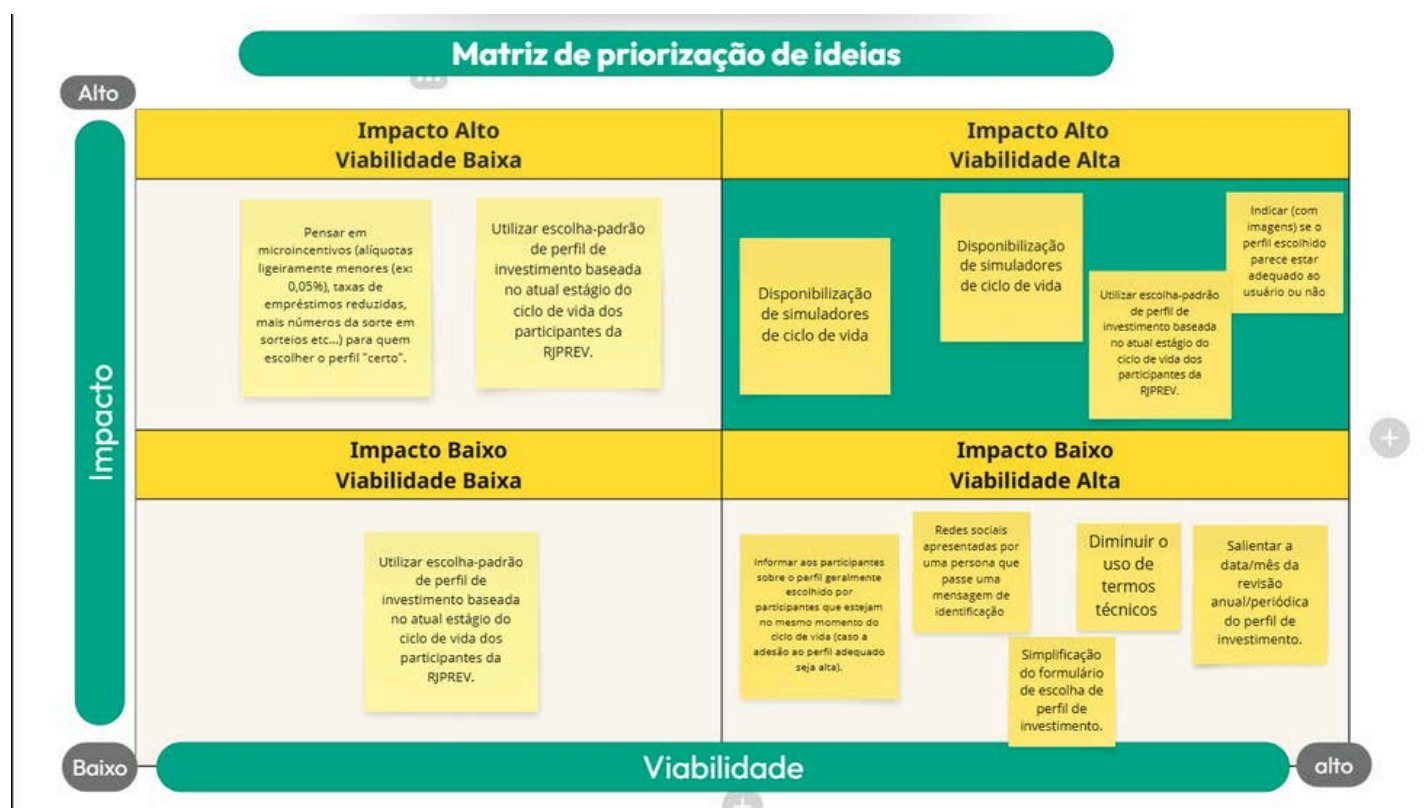 Matriz de priorização de ideias
Alto
Impacto
Impacto Alto
Viabilidade Baixa
Pensar em
microincentivos (alíquotas
ligeiramente menores (ex:
0,05%), taxas de
empréstimos reduzidas,
mais números da sorte em
sorteios etc...) para quem
escolher o perfil "certo".
Utilizar escolha-padrão
de perfil de
investimento baseada
no atual estágio do
ciclo de vida dos
participantes da
RJPREV.
Impacto Alto
Viabilidade Alta
Disponibilização
de simuladores
de ciclo de vida
Disponibilização
de simuladores
de ciclo de vida
Utilizar escolha-padrão
de perfil de
investimento baseada
no atual estágio do
ciclo de vida dos
participantes da
RJPREV.
Indicar (com
imagens) se o
perfil escolhido
parece estar
adequado ao
usuário ou não
Impacto Baixo
Viabilidade Baixa
Utilizar escolha-padrão
de perfil de
investimento baseada
no atual estágio do
ciclo de vida dos
participantes da
RJPREV.
Impacto Baixo
Viabilidade Alta
Informar aos participantes
sobre o perfil geralmente
escolhido por
participantes que estejam
no mesmo momento do
ciclo de vida (caso a
adesão ao perfil adequado
seja alta).
Redes sociais
apresentadas por
uma persona que
passe uma
mensagem de
identificação
Simplificação
do formulário
de escolha de
perfil de
investimento.
Diminuir o
uso de
termos
técnicos
Salientar a
data/mês da
revisão
anual/periódica
do perfil de
investimento.
Baixo
Viabilidade
alto